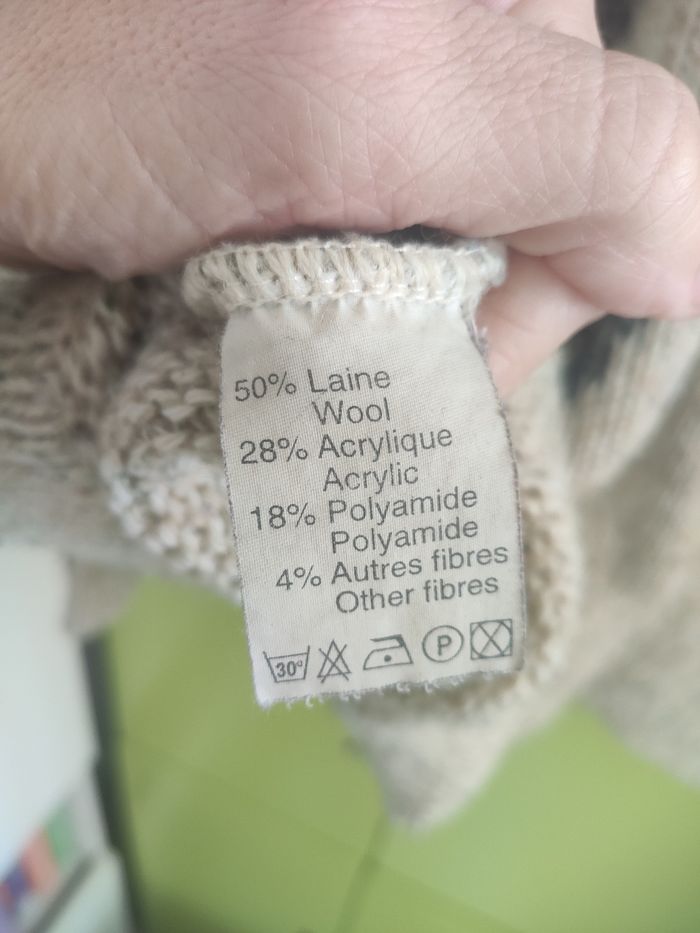 50% Laine
Wool
28% Acrylique
Acrylic
18% Polyamide
Polyamide
4% Autres fibres
Other fibres
30° P